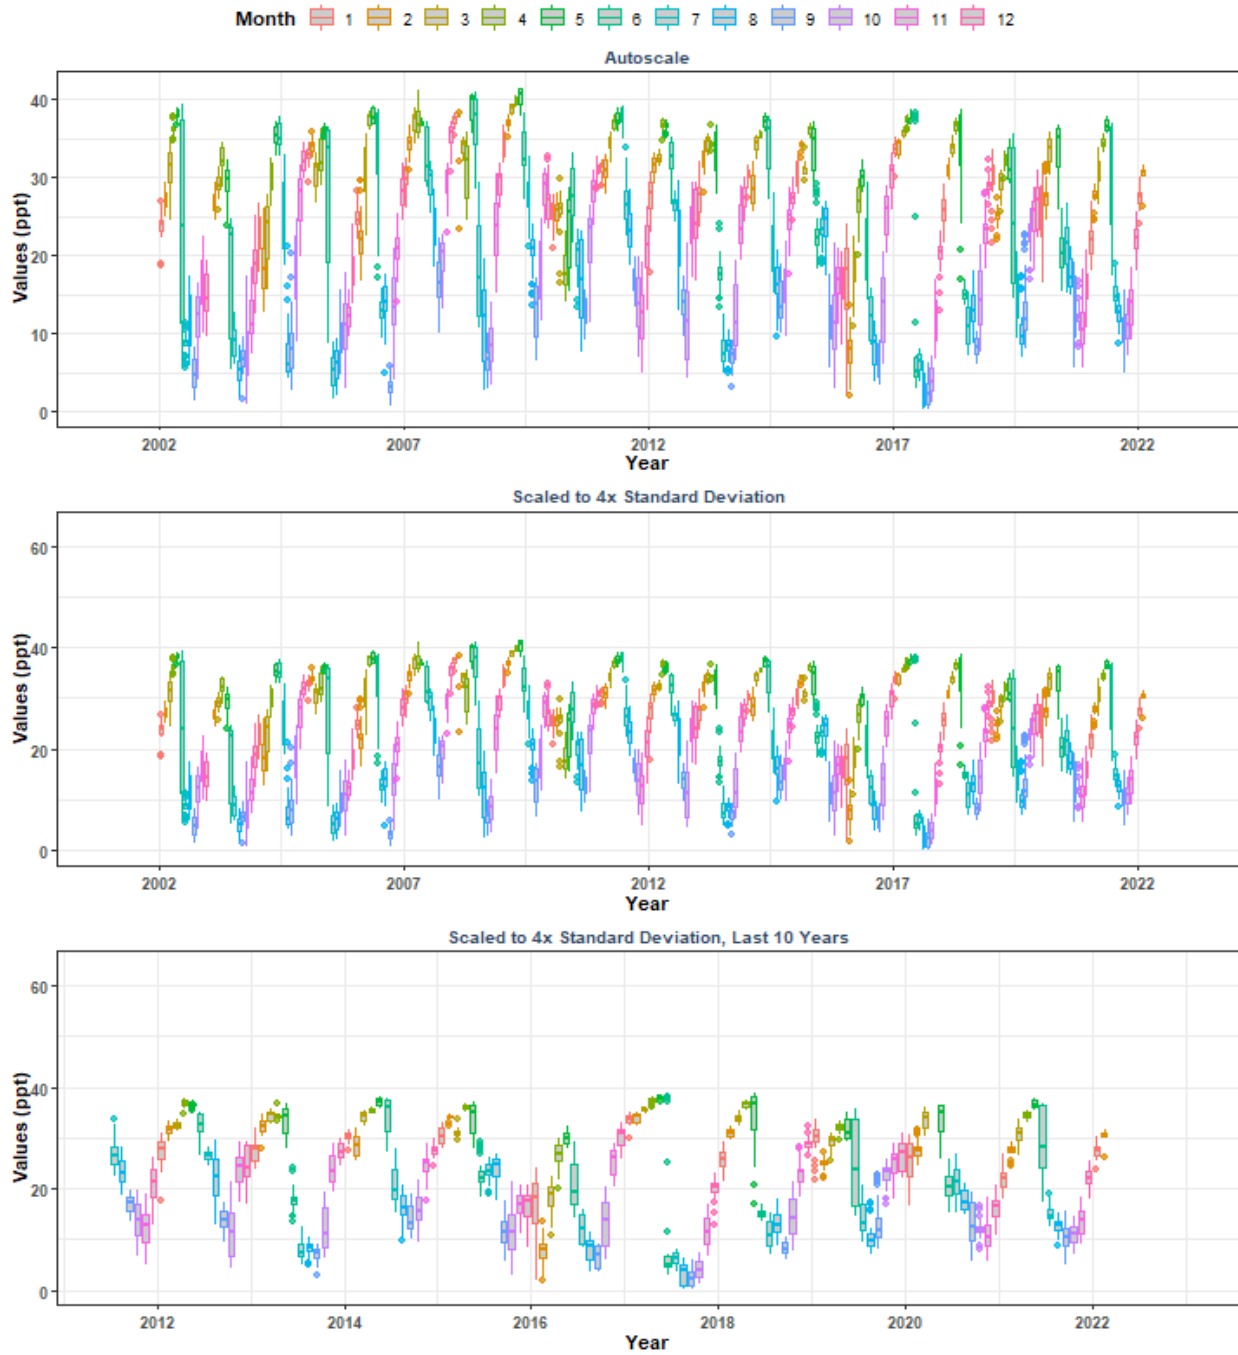 Month 1 2 3 4 5 6 7 8 9 10 11 12
Autoscale
Values (ppt)
40
30
20
10
0
2002 2007 2012 2017 2022
Year
Scaled to 4x Standard Deviation
Values (ppt)
60
40
20
0
2002 2007 2012 2017 2022
Year
Scaled to 4x Standard Deviation, Last 10 Years
Values (ppt)
60
40
20
0
2012 2014 2016 2018 2020 2022
Year